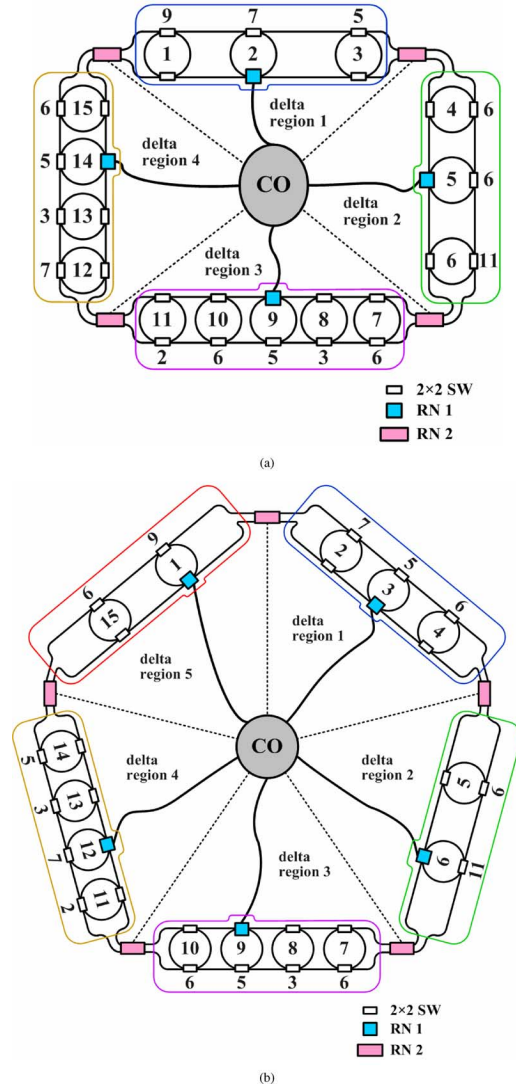 9 7 5
1 2 3
delta
region 1
6 15
delta
region 4
4 6
5 14
CO
5 6
3 13
delta
region 2
delta
region 3
7 12
6 11
11 10 9 8 7
2 6 5 3 6
2×2 SW
RN 1
RN 2
(a)
9
7
1
2
5
6
3
6
15
4
delta
region 1
delta
region 5
CO
14
5
delta
region 4
delta
region 2
5
6
3
13
7
12
6
11
2
11
delta
region 3
10 9 8 7
6 5 3 6
2×2 SW
RN 1
RN 2
(b)